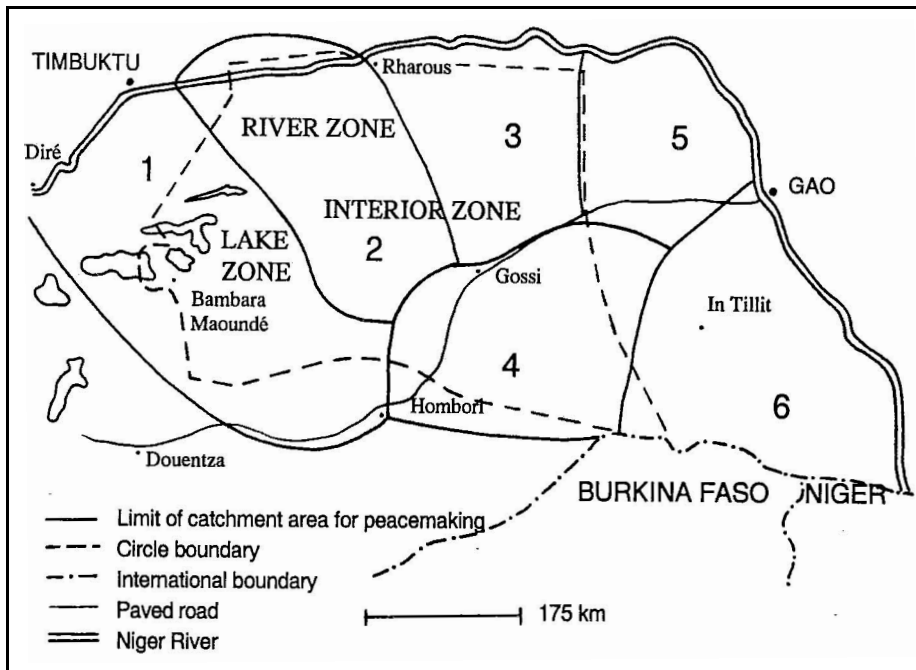 TIMBUKTU
Rharous
RIVER ZONE
3
5
Diré
1
GAO
INTERIOR ZONE
LAKE
ZONE
2
Gossi
Bambara
Maoundé
In Tillit
4
Hombori
6
Douentza
BURKINA FASO
NIGER
Limit of catchment area for peacemaking
Circle boundary
International boundary
Paved road
Niger River
175 km